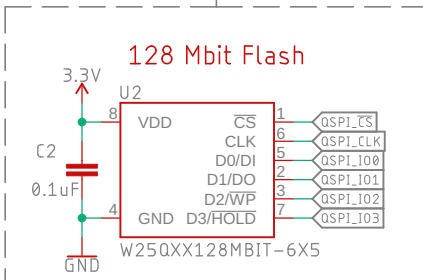 128 Mbit Flash
3.3V
U2
8 VDD CS 1 QSPI_CS
CLK 6 QSPI_CLK
D0/DI 5 QSPI_IO0
C2 D1/DO 2 QSPI_IO1
0.1uF D2/WP 3 QSPI_IO2
4 GND D3/HOLD 7 QSPI_IO3
W25QXX128MBIT-6X5
GND